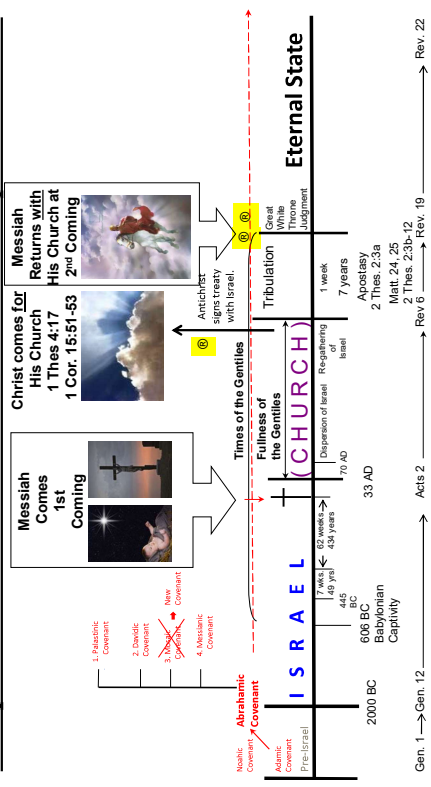 Messiah
Comes
1st
Coming
Christ comes for
His Church
1 Thes 4:17
1 Cor. 15:51-53
Messiah
Returns with
His Church at
2nd Coming
1. Palastinic
Covenant
2. Davidic
Covenant
3. Mosaic
Covenant
New
Covenant
4. Messianic
Covenant
Noahic
Covenant
Abrahamic
Covenant
Adamic
Covenant
Times of the Gentiles
Fullness of
the Gentiles
®
Antichrist
signs treaty
with Israel.
® ®
Pre-Israel
ISRAEL
(CHURCH)
Tribulation
Great
White
Throne
Judgment
Eternal State
7 wks.
49 yrs
62 weeks
434 years
Dispersion of Israel
Re-gathering
of
Israel
1 week
2000 BC
606 BC
Babylonian
Captivity
445
BC
33 AD
70 AD
7 years
Apostasy
2 Thes. 2:3a
Matt. 24, 25
2 Thes. 2:3b-12
Gen. 1
Gen. 12
Acts 2
Rev 6
Rev. 19
Rev. 22